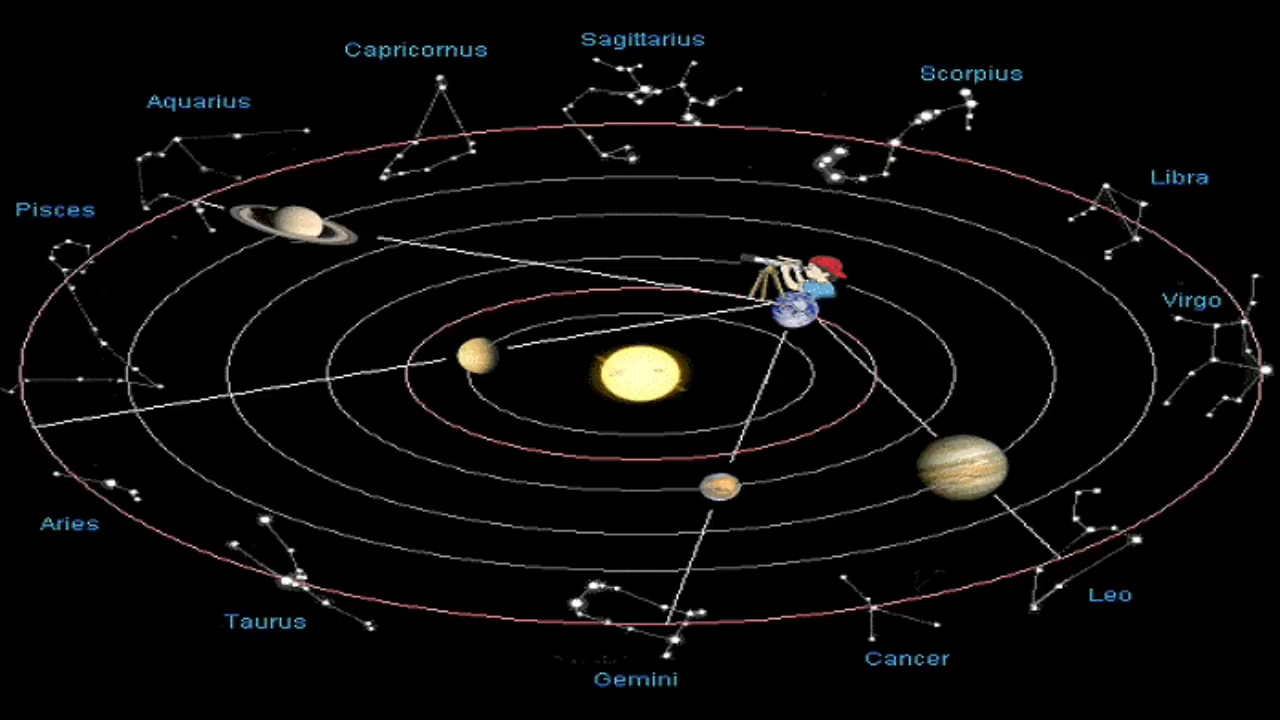 Sagittarius
Capricornus
Scorpius
Aquarius
Libra
Pisces
Virgo
Aries
Leo
Taurus
Cancer
Gemini